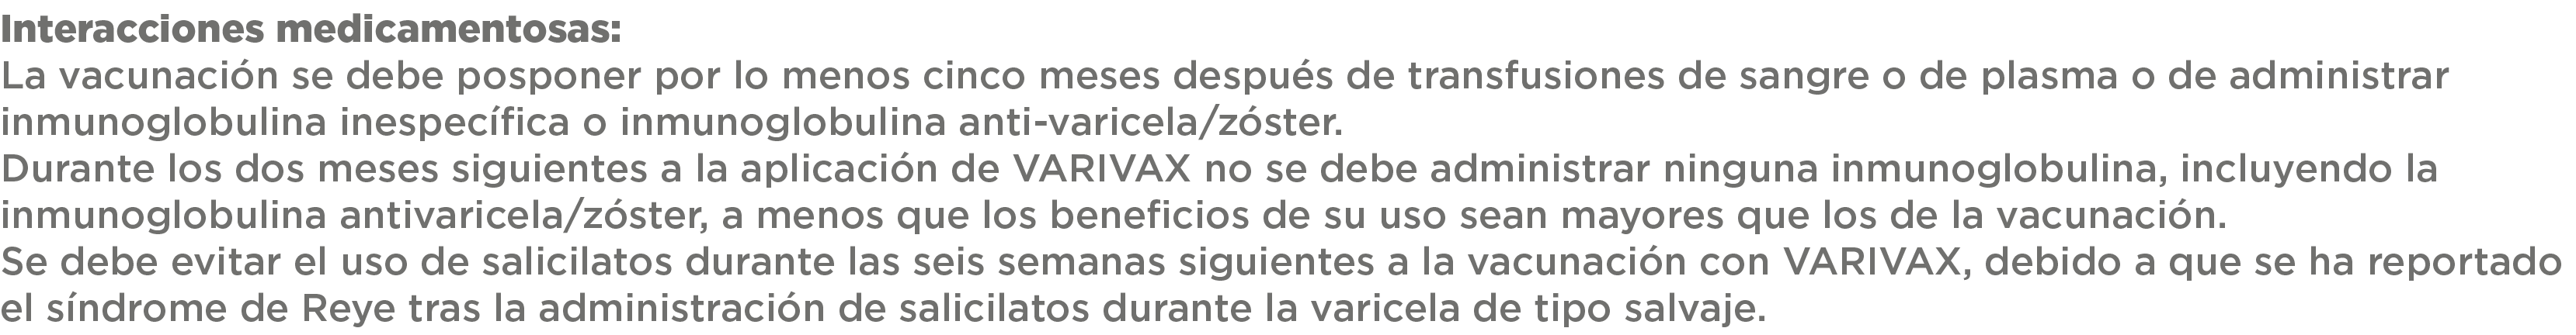 Interacciones medicamentosas:
La vacunación se debe posponer por lo menos cinco meses después de transfusiones de sangre o de plasma o de administrar
inmunoglobulina inespecífica o inmunoglobulina anti-varicela/zóster.
Durante los dos meses siguientes a la aplicación de VARIVAX no se debe administrar ninguna inmunoglobulina, incluyendo la
inmunoglobulina antivaricela/zóster, a menos que los beneficios de su uso sean mayores que los de la vacunación.
Se debe evitar el uso de salicilatos durante las seis semanas siguientes a la vacunación con VARIVAX, debido a que se ha reportado
el síndrome de Reye tras la administración de salicilatos durante la varicela de tipo salvaje.